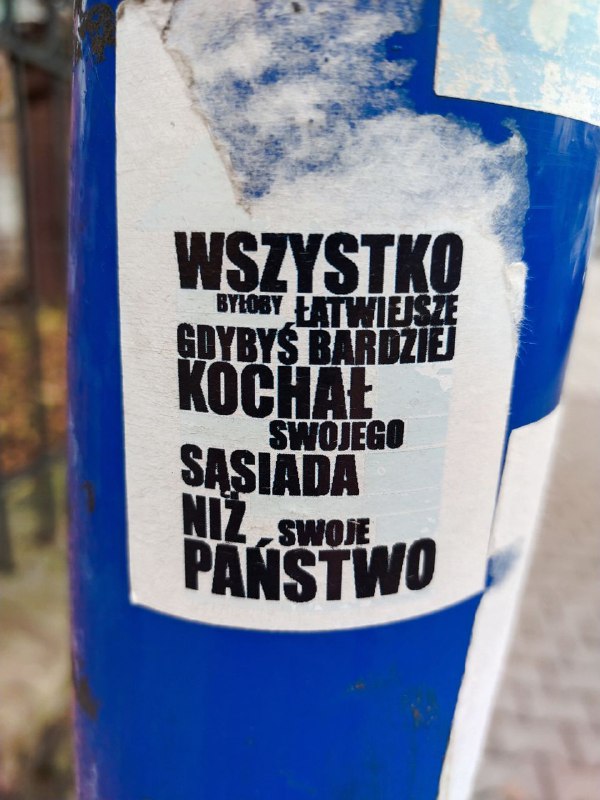 WSZYSTKO
BYŁOBY ŁATWIEJSZE
GDYBYŚ BARDZIEJ
KOCHAŁ
SWOJEGO
SĄSIADA
NIŻ SWOJE
PAŃSTWO